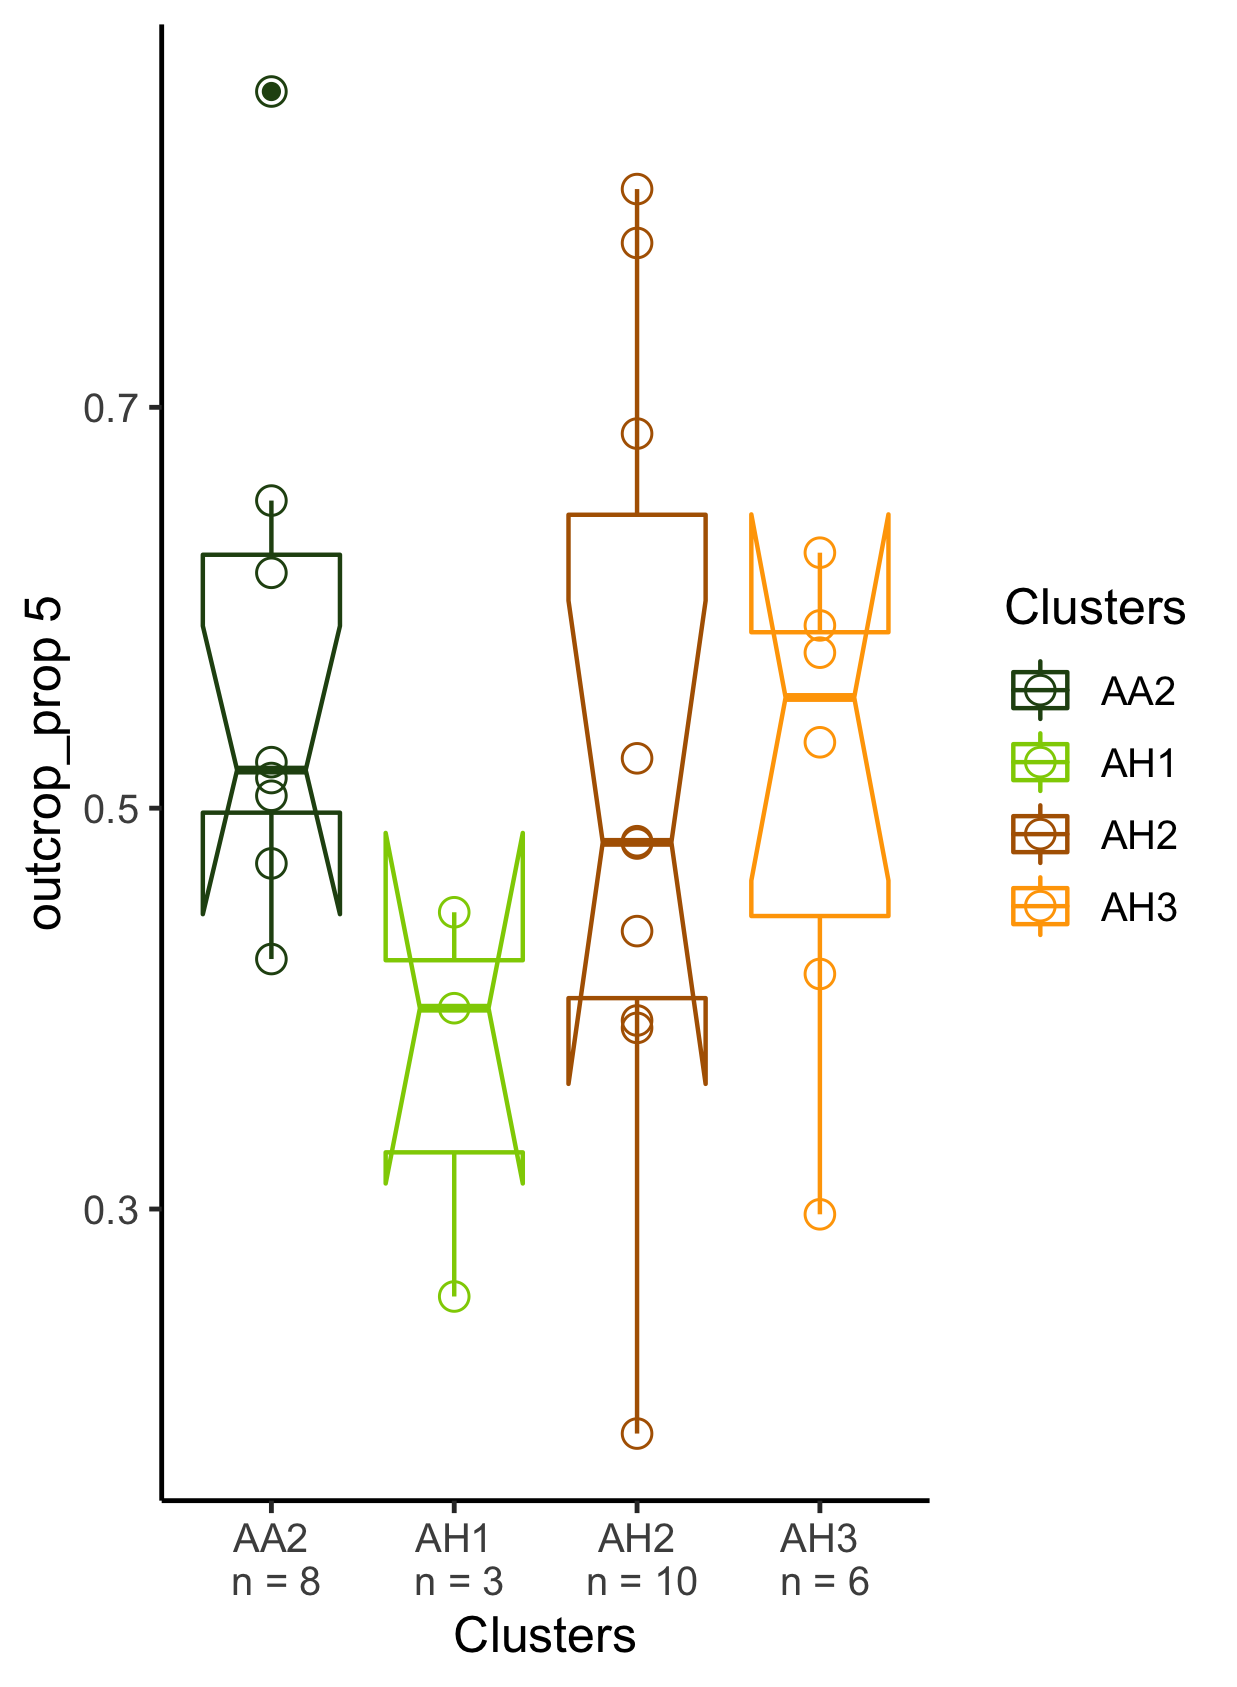 outcrop_prop 5
0.7
0.5
0.3
AA2
n = 8
AH1
n = 3
AH2
n = 10
AH3
n = 6
Clusters
Clusters
AA2
AH1
AH2
AH3